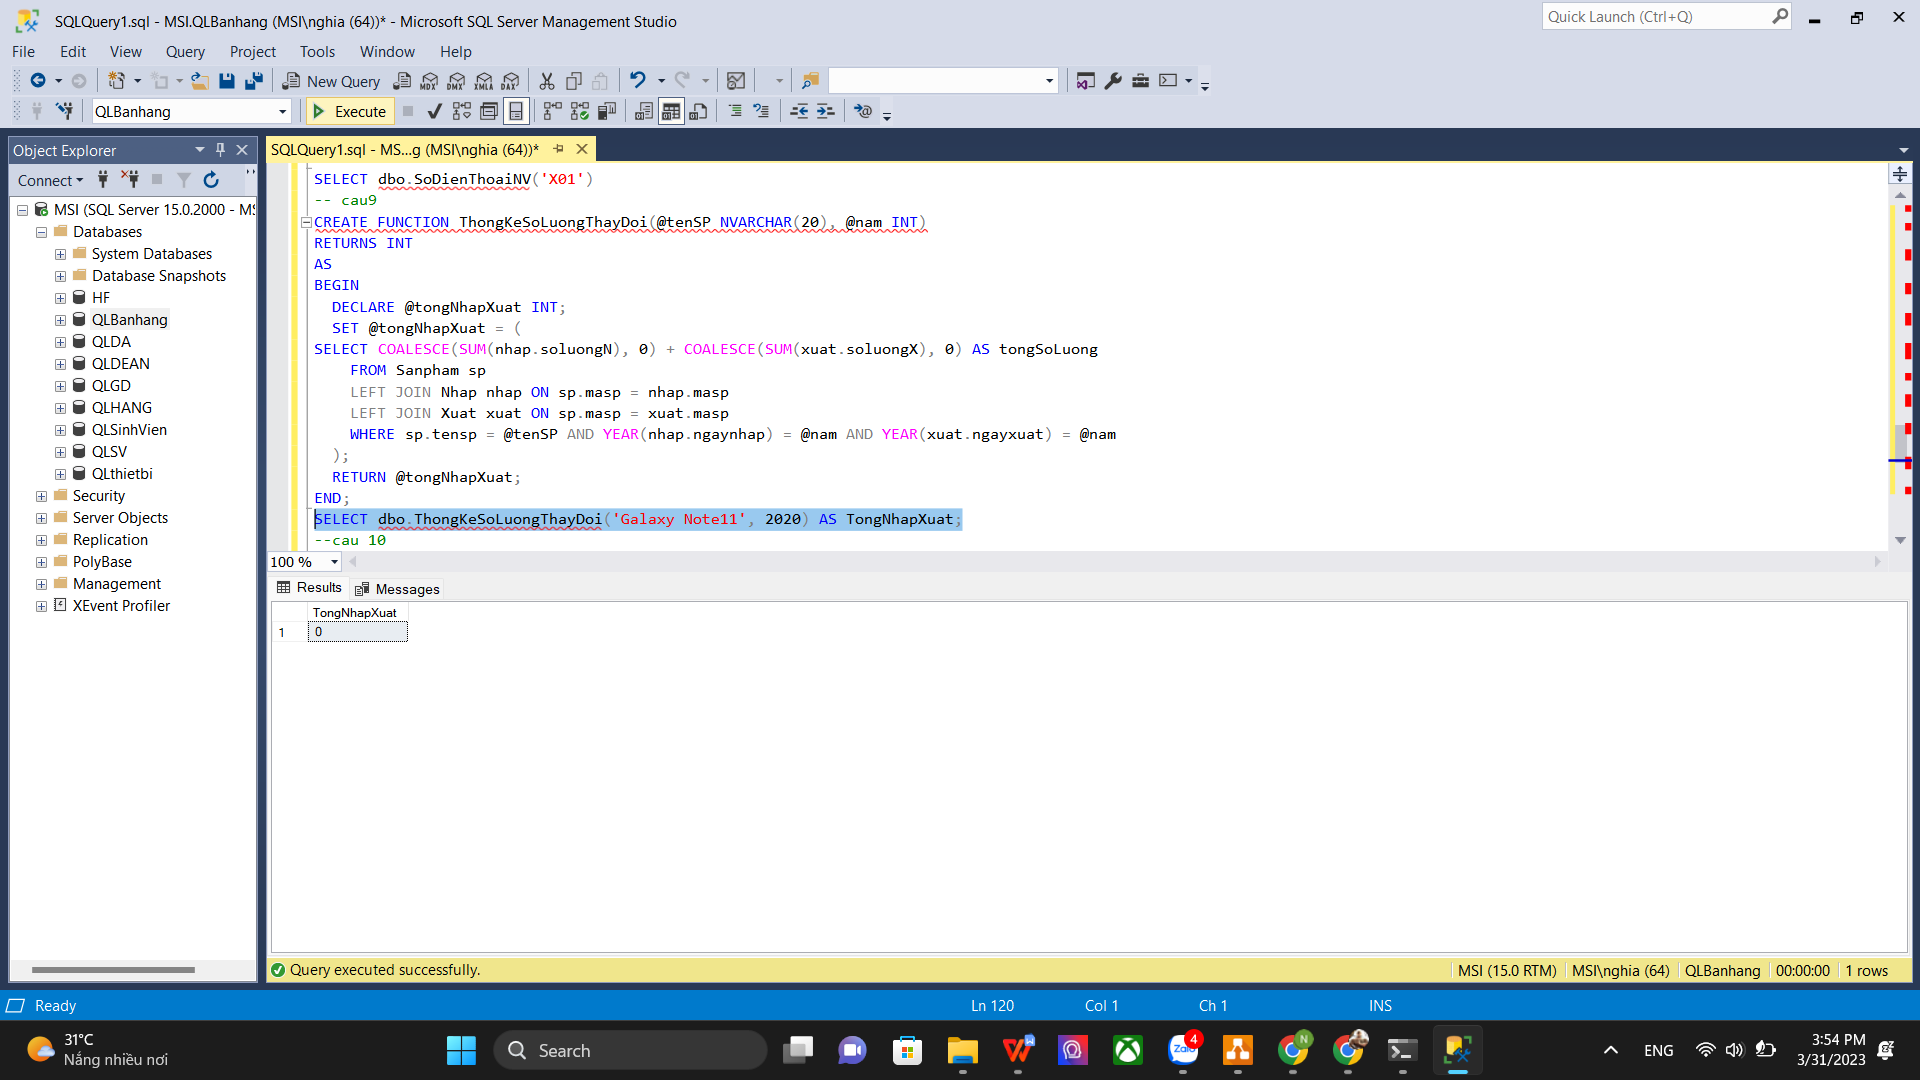 SQLQuery1.sql - MSI.QLBanhang (MSI\nghia (64))* - Microsoft SQL Server Management Studio
Quick Launch (Ctrl+Q)
File Edit View Query Project Tools Window Help
New Query
MDX DMX XMLA DAX
QLBanhang
Execute
Object Explorer
Connect
MSI (SQL Server 15.0.2000 - MS
Databases
System Databases
Database Snapshots
HF
QLBanhang
QLDA
QLDEAN
QLGD
QLHANG
QLSinhVien
QLSV
QLthietbi
Security
Server Objects
Replication
PolyBase
Management
XEvent Profiler
SQLQuery1.sql - MS...g (MSI\nghia (64))*
SELECT dbo.SoDienThoaiNV('X01')
-- cau9
CREATE FUNCTION ThongKeSoLuongThayDoi(@tenSP NVARCHAR(20), @nam INT)
RETURNS INT
AS
BEGIN
DECLARE @tongNhapXuat INT;
SET @tongNhapXuat = (
SELECT COALESCE(SUM(nhap.soluongN), 0) + COALESCE(SUM(xuat.soluongX), 0) AS tongSoLuong
FROM Sanpham sp
LEFT JOIN Nhap nhap ON sp.masp = nhap.masp
LEFT JOIN Xuat xuat ON sp.masp = xuat.masp
WHERE sp.tensp = @tenSP AND YEAR(nhap.ngaynhap) = @nam AND YEAR(xuat.ngayxuat) = @nam
);
RETURN @tongNhapXuat;
END;
SELECT dbo.ThongKeSoLuongThayDoi('Galaxy Note11', 2020) AS TongNhapXuat;
--cau 10
100 %
Results Messages
TongNhapXuat
1 0
Query executed successfully.
MSI (15.0 RTM) MSI\nghia (64) QLBanhang 00:00:00 1 rows
Ready
Ln 120 Col 1 Ch 1 INS
31°C
Nắng nhiều nơi
Search
Zalo
4
N
ENG
3:54 PM
3/31/2023